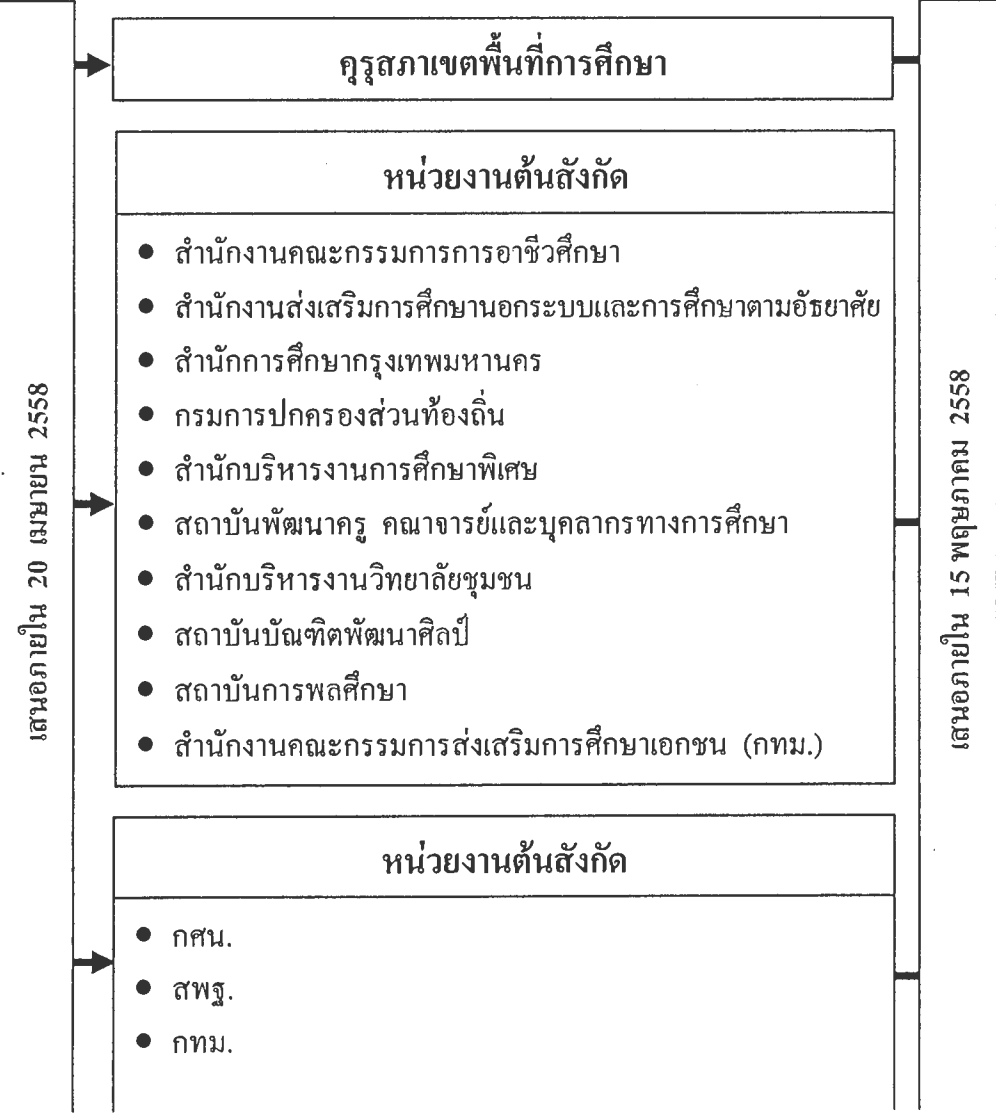 เสนอภายใน 20 เมษายน 2558
คุรุสภาเขตพื้นที่การศึกษา
หน่วยงานต้นสังกัด
● สำนักงานคณะกรรมการการอาชีวศึกษา
● สำนักงานส่งเสริมการศึกษานอกระบบและการศึกษาตามอัธยาศัย
● สำนักการศึกษากรุงเทพมหานคร
● กรมการปกครองส่วนท้องถิ่น
● สำนักบริหารงานการศึกษาพิเศษ
● สถาบันพัฒนาครู คณาจารย์และบุคลากรทางการศึกษา
● สำนักบริหารงานวิทยาลัยชุมชน
● สถาบันบัณฑิตพัฒนาศิลป์
● สถาบันการพลศึกษา
● สำนักงานคณะกรรมการส่งเสริมการศึกษาเอกชน (กทม.)
หน่วยงานต้นสังกัด
● กศน.
● สพฐ.
● กทม.
เสนอภายใน 15 พฤษภาคม 2558